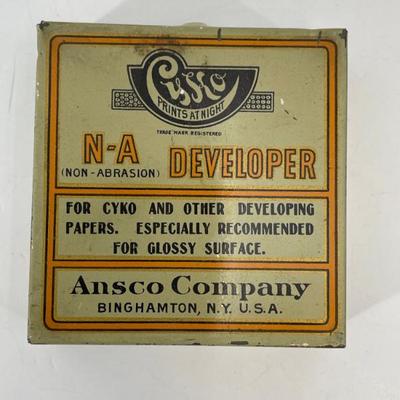 Cyko
PRINTS AT NIGHT
TRADE MARK REGISTERED
N-A DEVELOPER
(NON-ABRASION)
FOR CYKO AND OTHER DEVELOPING
PAPERS. ESPECIALLY RECOMMENDED
FOR GLOSSY SURFACE.
Ansco Company
BINGHAMTON, N.Y. U.S.A.